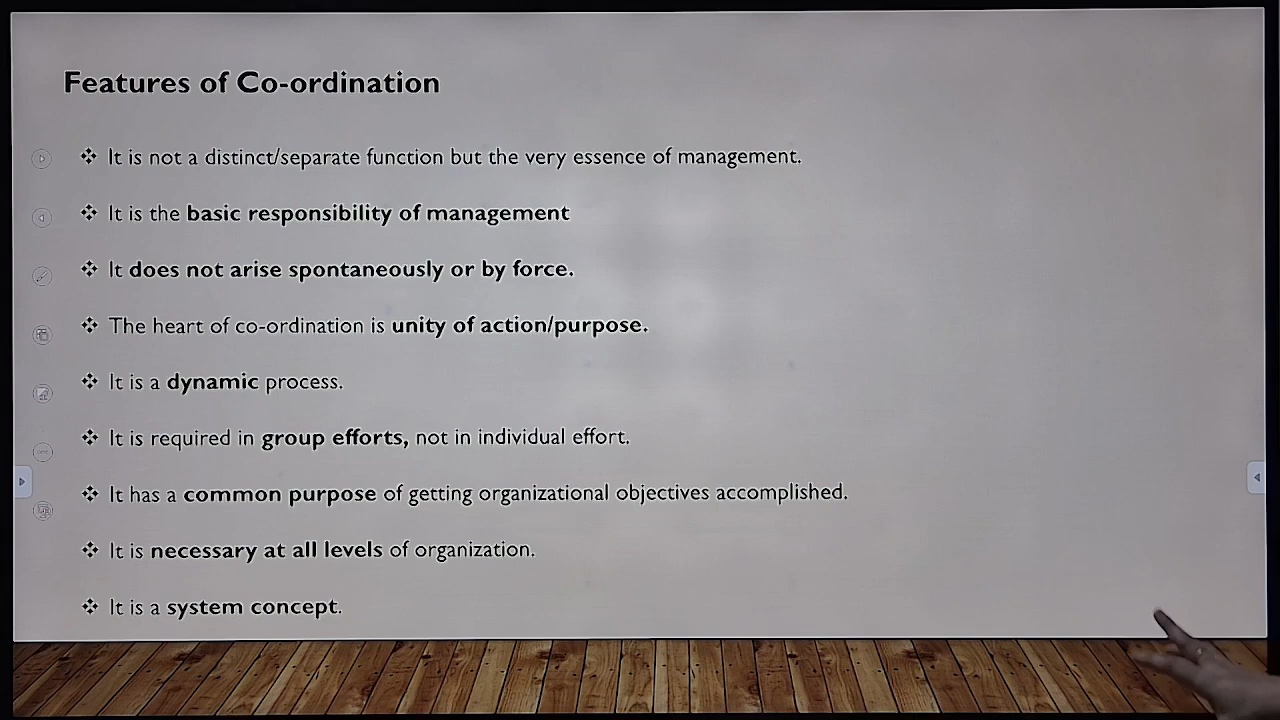 Features of Co-ordination
❖ It is not a distinct/separate function but the very essence of management.
❖ It is the basic responsibility of management
❖ It does not arise spontaneously or by force.
❖ The heart of co-ordination is unity of action/purpose.
❖ It is a dynamic process.
❖ It is required in group efforts, not in individual effort.
❖ It has a common purpose of getting organizational objectives accomplished.
❖ It is necessary at all levels of organization.
❖ It is a system concept.